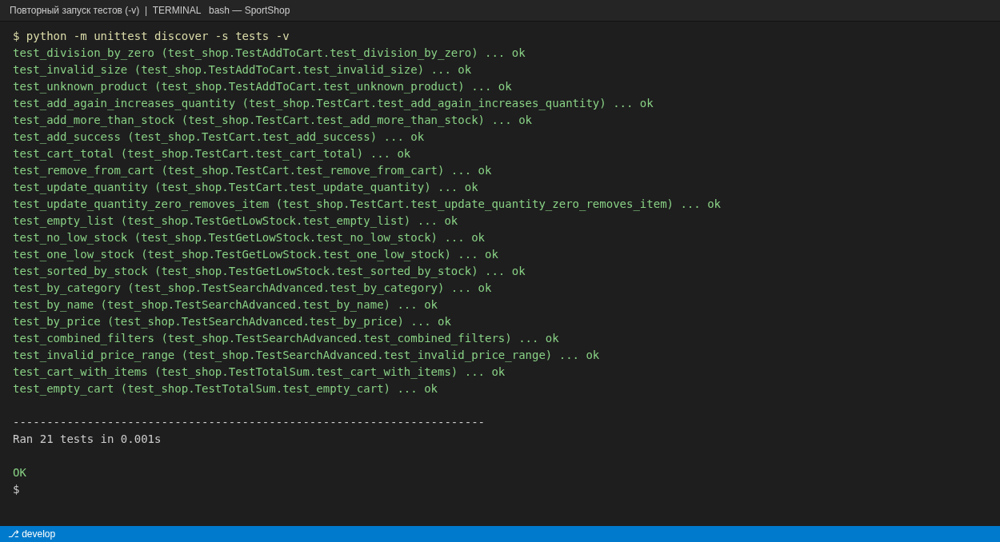 Повторный запуск тестов (-v) | TERMINAL bash — SportShop
$ python -m unittest discover -s tests -v
test_division_by_zero (test_shop.TestAddToCart.test_division_by_zero) ... ok
test_invalid_size (test_shop.TestAddToCart.test_invalid_size) ... ok
test_unknown_product (test_shop.TestAddToCart.test_unknown_product) ... ok
test_add_again_increases_quantity (test_shop.TestCart.test_add_again_increases_quantity) ... ok
test_add_more_than_stock (test_shop.TestCart.test_add_more_than_stock) ... ok
test_add_success (test_shop.TestCart.test_add_success) ... ok
test_cart_total (test_shop.TestCart.test_cart_total) ... ok
test_remove_from_cart (test_shop.TestCart.test_remove_from_cart) ... ok
test_update_quantity (test_shop.TestCart.test_update_quantity) ... ok
test_update_quantity_zero_removes_item (test_shop.TestCart.test_update_quantity_zero_removes_item) ... ok
test_empty_list (test_shop.TestGetLowStock.test_empty_list) ... ok
test_no_low_stock (test_shop.TestGetLowStock.test_no_low_stock) ... ok
test_one_low_stock (test_shop.TestGetLowStock.test_one_low_stock) ... ok
test_sorted_by_stock (test_shop.TestGetLowStock.test_sorted_by_stock) ... ok
test_by_category (test_shop.TestSearchAdvanced.test_by_category) ... ok
test_by_name (test_shop.TestSearchAdvanced.test_by_name) ... ok
test_by_price (test_shop.TestSearchAdvanced.test_by_price) ... ok
test_combined_filters (test_shop.TestSearchAdvanced.test_combined_filters) ... ok
test_invalid_price_range (test_shop.TestSearchAdvanced.test_invalid_price_range) ... ok
test_cart_with_items (test_shop.TestTotalSum.test_cart_with_items) ... ok
test_empty_cart (test_shop.TestTotalSum.test_empty_cart) ... ok
----------------------------------------------------------------------
Ran 21 tests in 0.001s
OK
$
⎇ develop